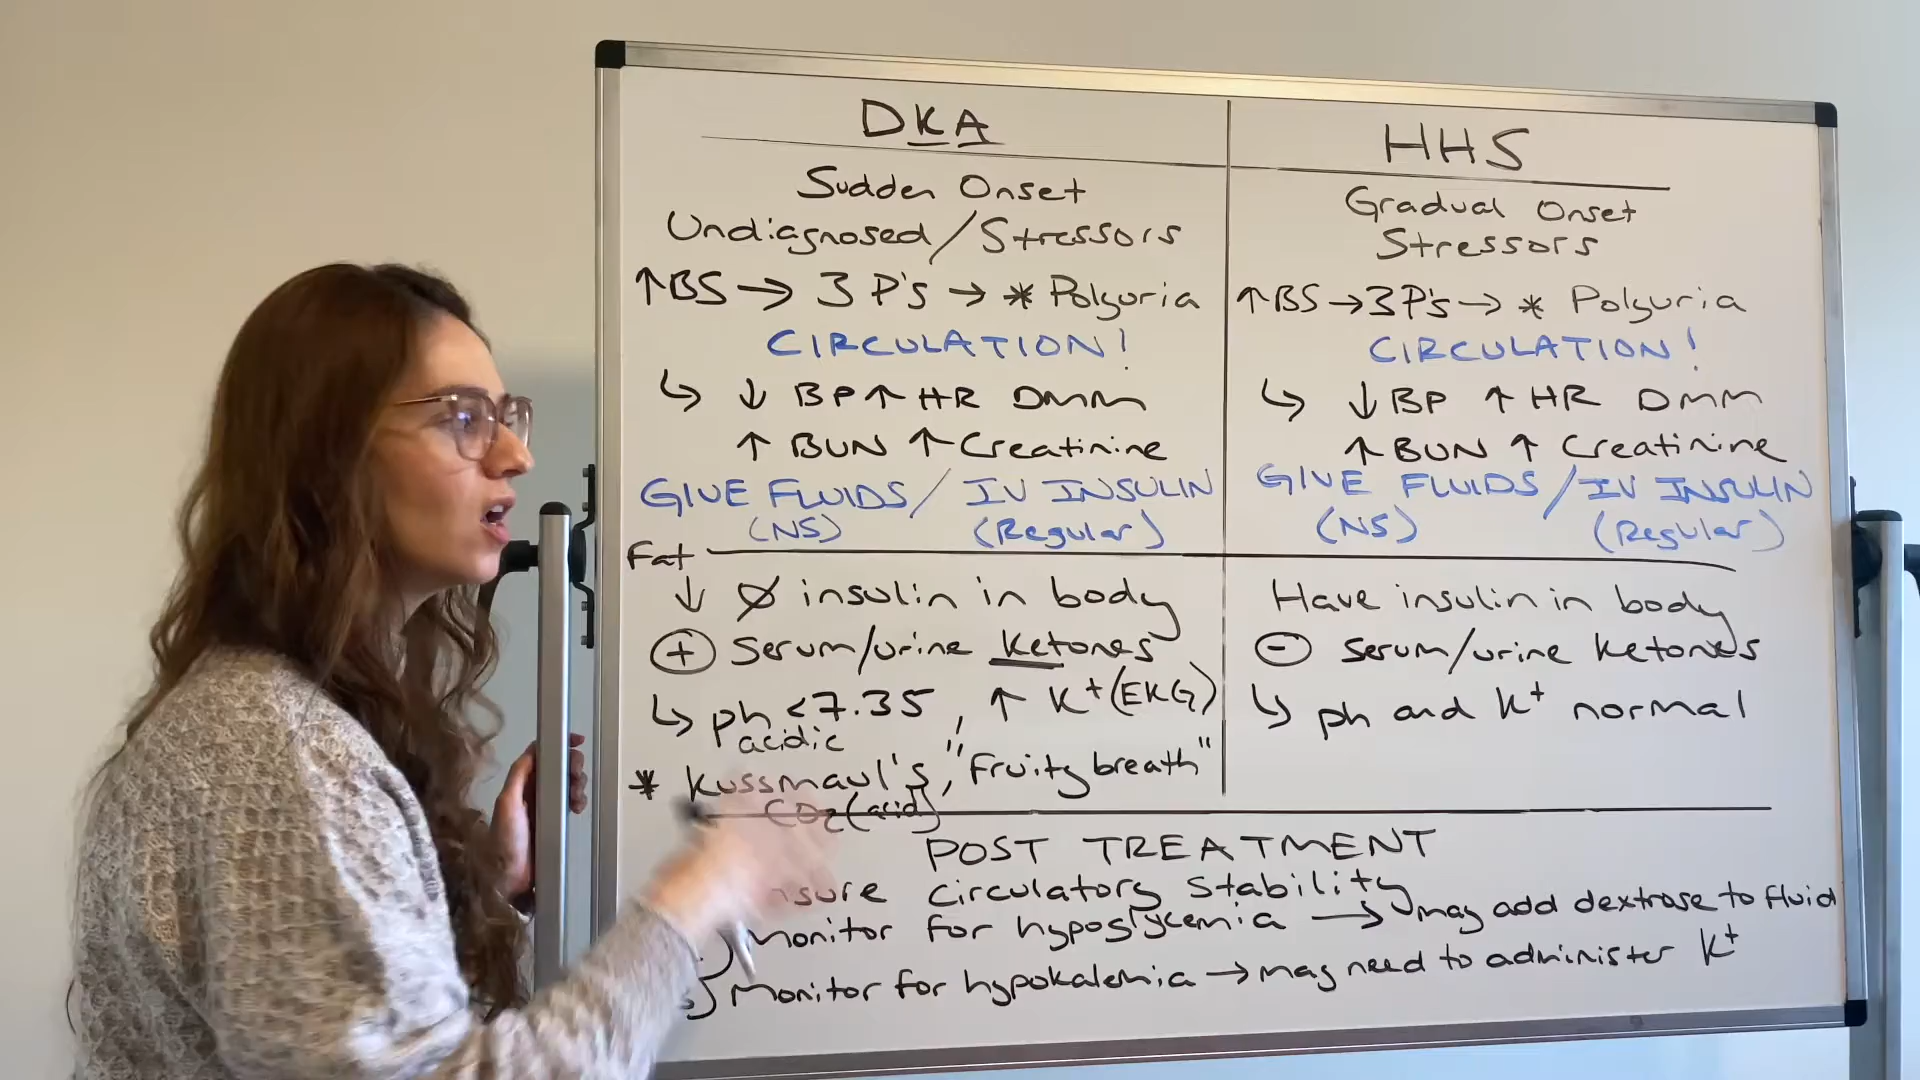 DKA
Sudden Onset
Undiagnosed/Stressors
↑BS → 3 P's → * Polyuria
CIRCULATION!
↳ ↓ BP ↑ HR DMM
↑ BUN ↑ Creatinine
GIVE FLUIDS / IV INSULIN
(NS) (Regular)
Fat
↓ Ø insulin in body
⊕ serum/urine ketones
↳ ph <7.35, ↑ K+ (EKG)
acidic
* Kussmaul's, "Fruity breath"
CO2 (acid)
HHS
Gradual Onset
Stressors
↑BS → 3P's → * Polyuria
CIRCULATION!
↳ ↓ BP ↑ HR DMM
↑ BUN ↑ Creatinine
GIVE FLUIDS / IV INSULIN
(NS) (Regular)
Have insulin in body
⊖ serum/urine ketones
↳ ph and K+ normal
POST TREATMENT
circulatory stability
Monitor for hypoglycemia → may add dextrose to fluid
Monitor for hypokalemia → may need to administer K+